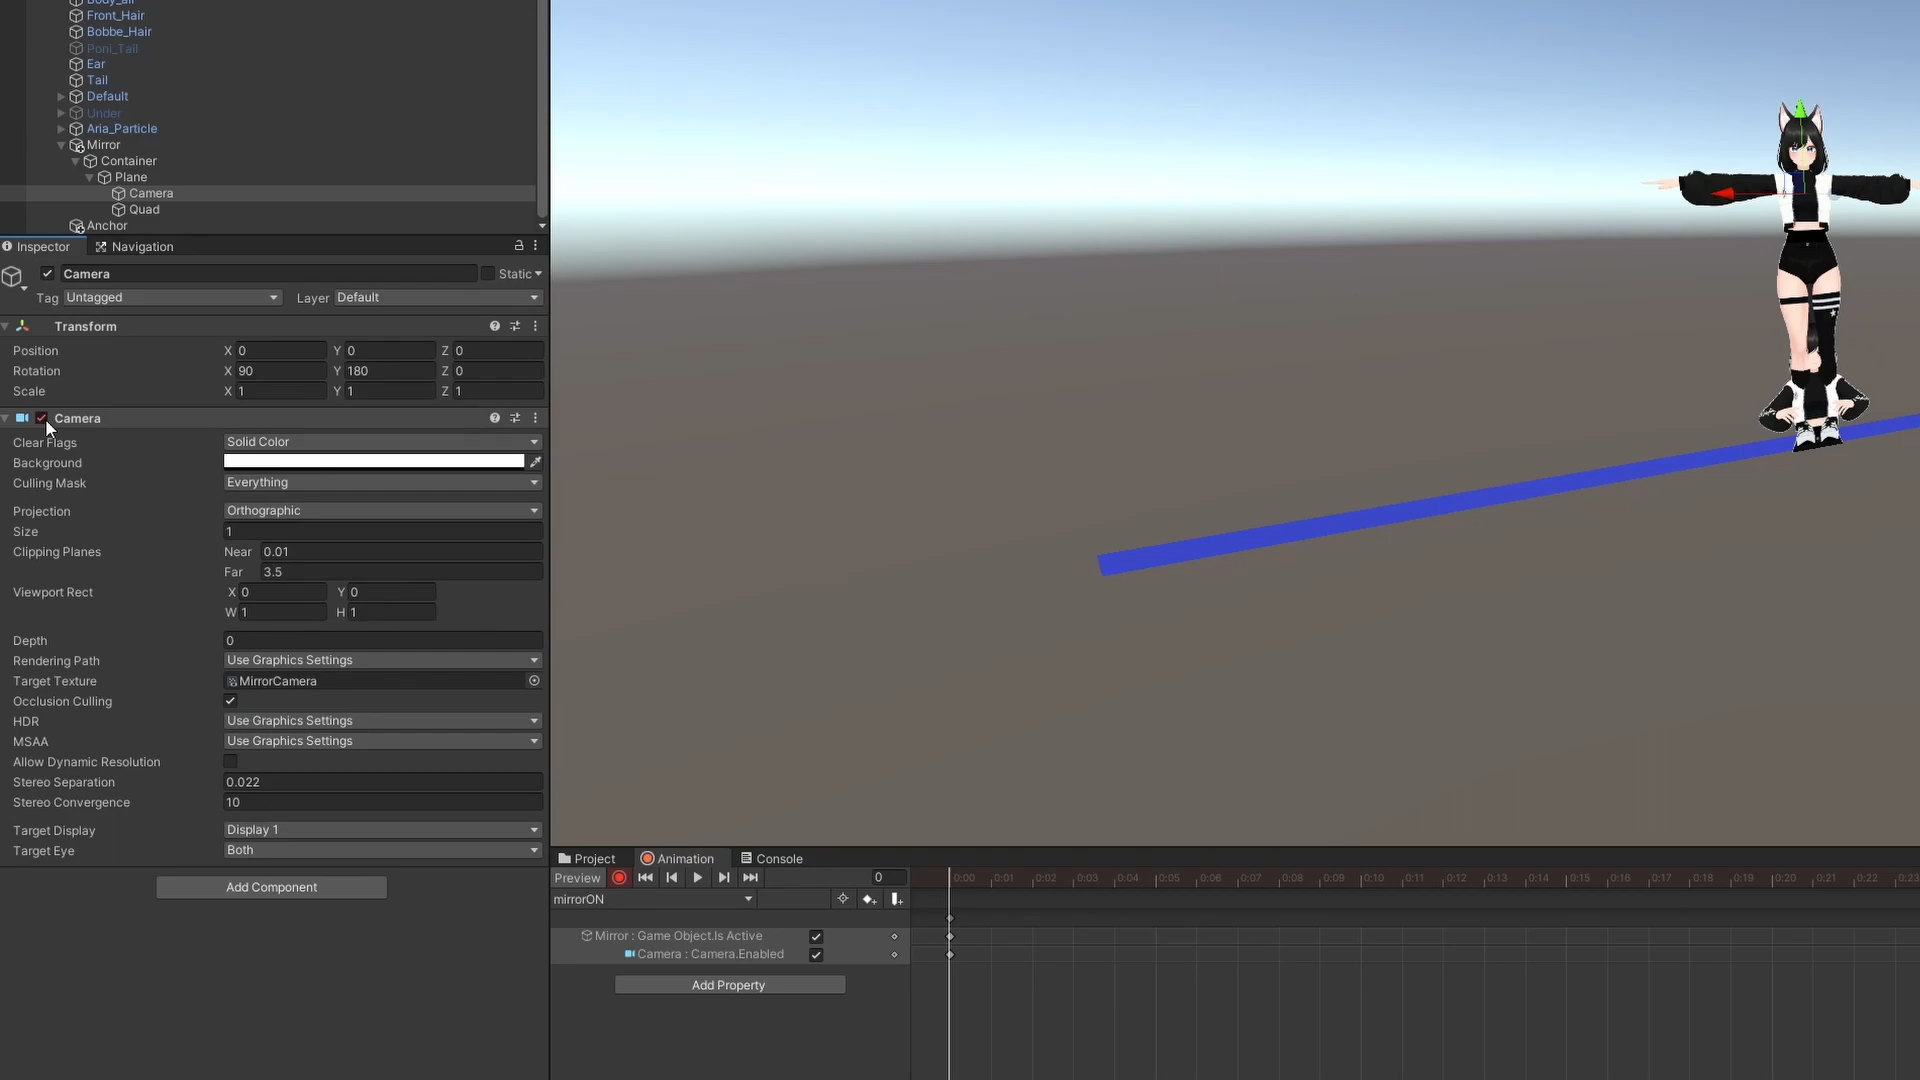 Body_all
Front_Hair
Bobbe_Hair
Poni_Tail
Ear
Tail
Default
Under
Aria_Particle
Mirror
Container
Plane
Camera
Quad
Anchor
Inspector
Navigation
Camera
Static
Tag Untagged
Layer Default
Transform
Position X 0 Y 0 Z 0
Rotation X 90 Y 180 Z 0
Scale X 1 Y 1 Z 1
Camera
Clear Flags Solid Color
Background
Culling Mask Everything
Projection Orthographic
Size 1
Clipping Planes Near 0.01
Far 3.5
Viewport Rect X 0 Y 0
W 1 H 1
Depth 0
Rendering Path Use Graphics Settings
Target Texture MirrorCamera
Occlusion Culling
HDR Use Graphics Settings
MSAA Use Graphics Settings
Allow Dynamic Resolution
Stereo Separation 0.022
Stereo Convergence 10
Target Display Display 1
Target Eye Both
Add Component
Project Animation Console
Preview 0
0:00 0:01 0:02 0:03 0:04 0:05 0:06 0:07 0:08 0:09 0:10 0:11 0:12 0:13 0:14 0:15 0:16 0:17 0:18 0:19 0:20 0:21 0:22 0:23
mirrorON
Mirror : Game Object.Is Active
Camera : Camera.Enabled
Add Property